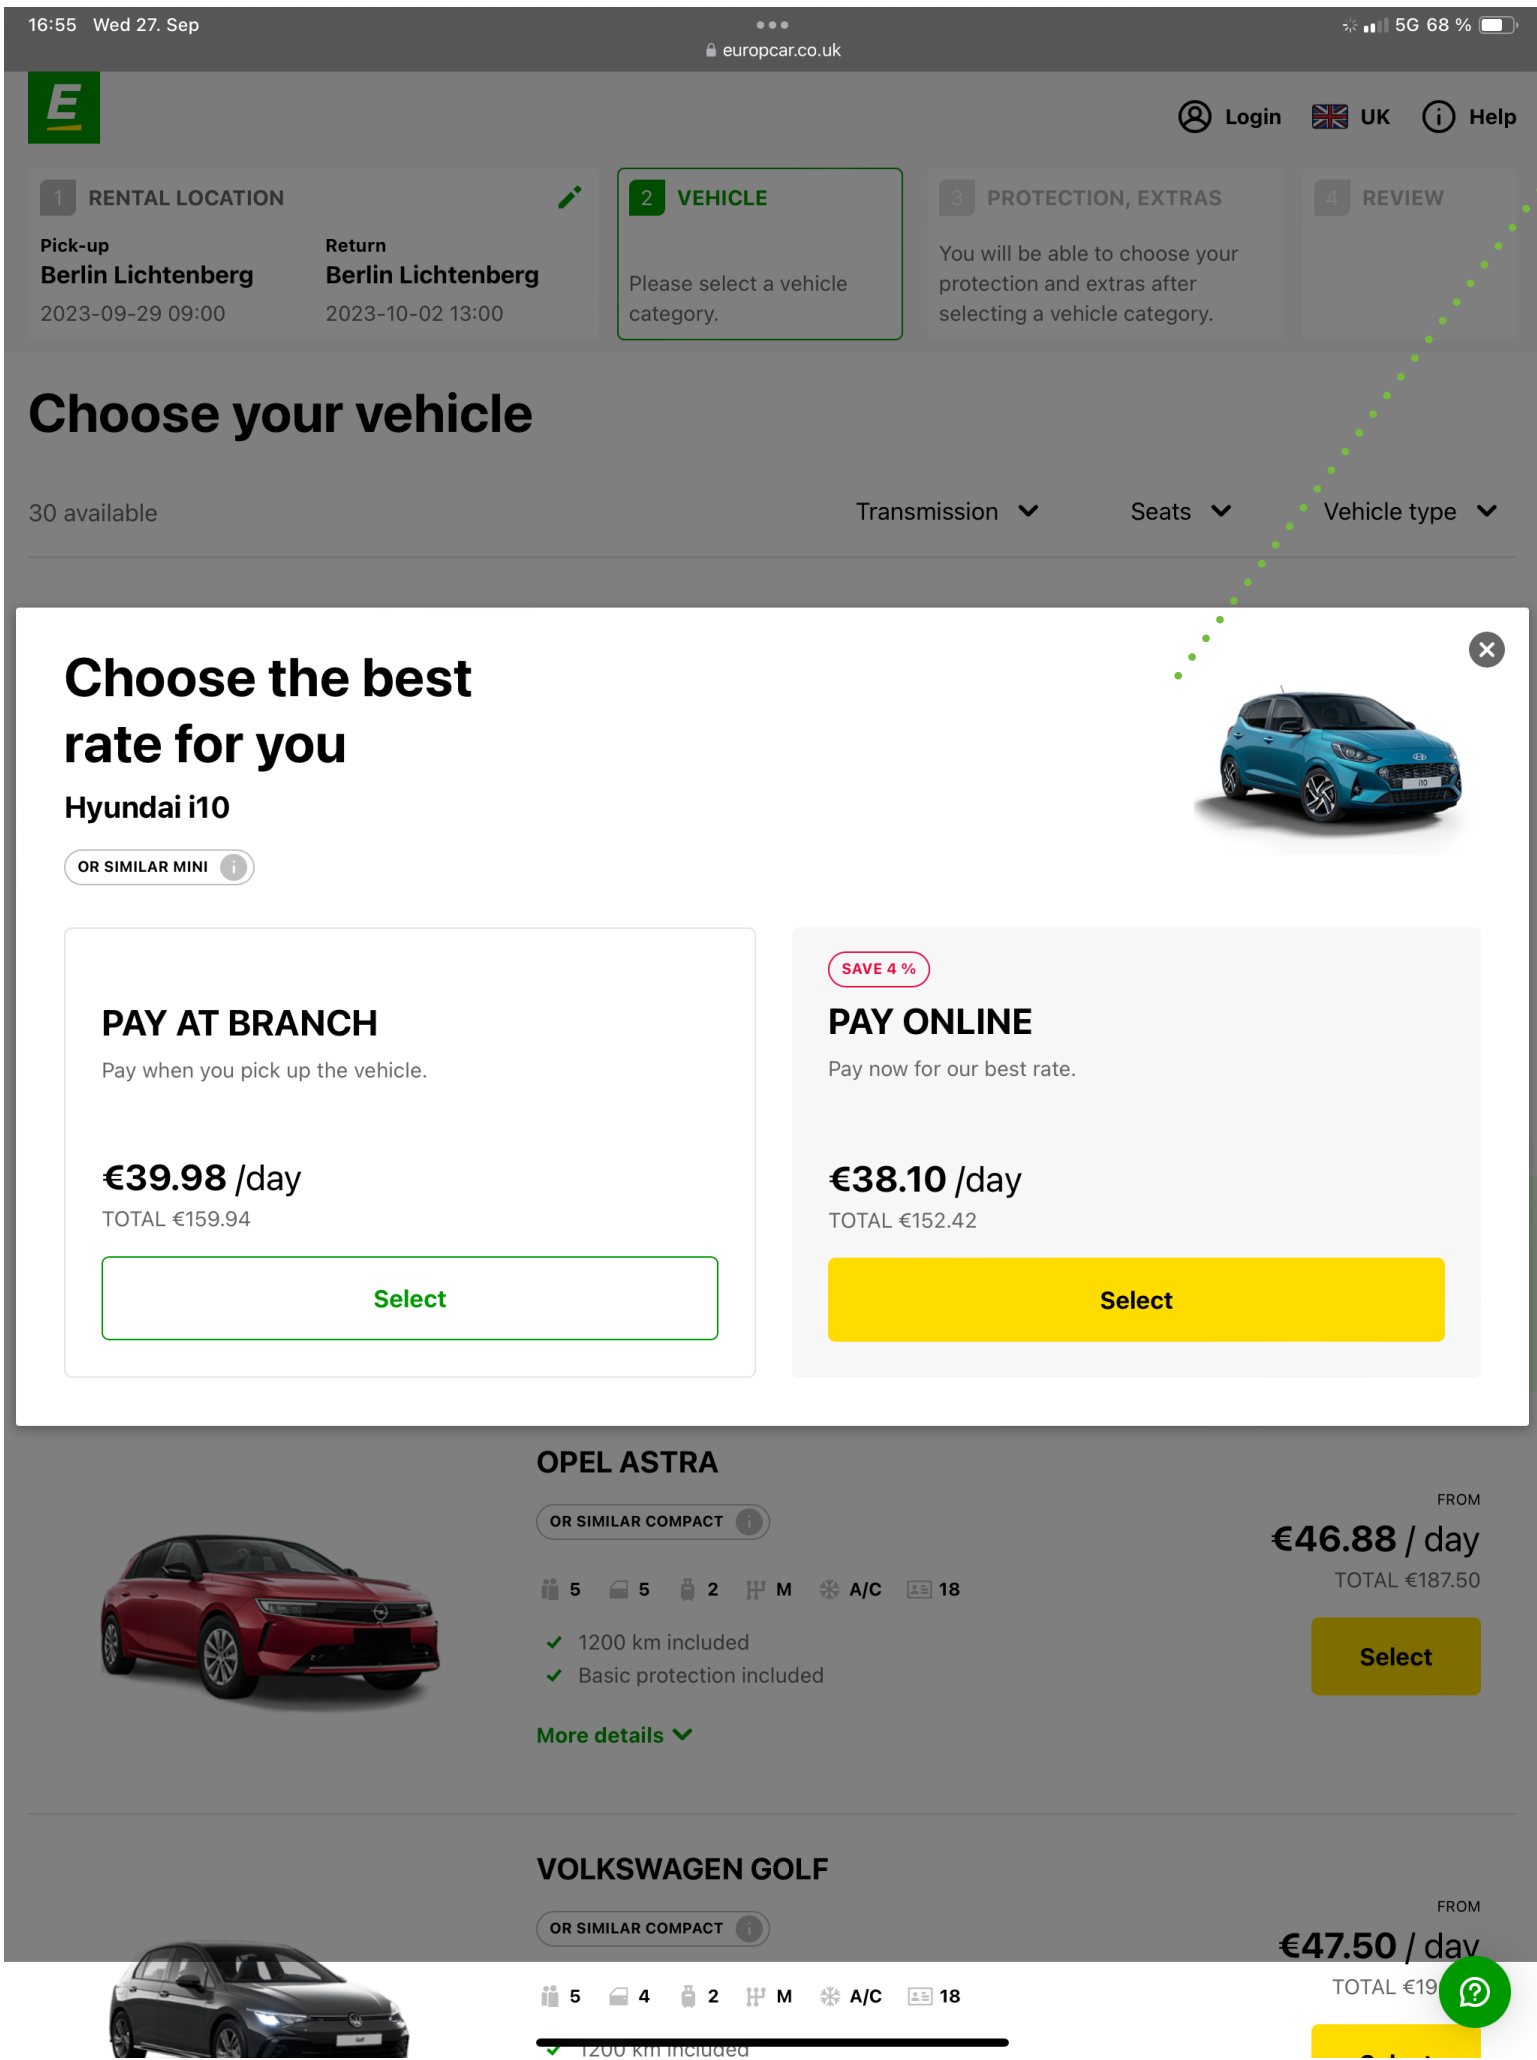 16:55 Wed 27. Sep
5G 68 %
europcar.co.uk
E
Login UK Help
1 RENTAL LOCATION
Pick-up
Berlin Lichtenberg
2023-09-29 09:00
Return
Berlin Lichtenberg
2023-10-02 13:00
2 VEHICLE
Please select a vehicle
category.
3 PROTECTION, EXTRAS
You will be able to choose your
protection and extras after
selecting a vehicle category.
4 REVIEW
Choose your vehicle
30 available
Transmission Seats Vehicle type
Choose the best
rate for you
Hyundai i10
OR SIMILAR MINI i
i10
PAY AT BRANCH
Pay when you pick up the vehicle.
€39.98 /day
TOTAL €159.94
Select
SAVE 4 %
PAY ONLINE
Pay now for our best rate.
€38.10 /day
TOTAL €152.42
Select
OPEL ASTRA
OR SIMILAR COMPACT i
5 5 2 M A/C 18
1200 km included
Basic protection included
More details
FROM
€46.88 / day
TOTAL €187.50
Select
VOLKSWAGEN GOLF
OR SIMILAR COMPACT i
5 4 2 M A/C 18
1200 km included
FROM
€47.50 / day
TOTAL €19
Select